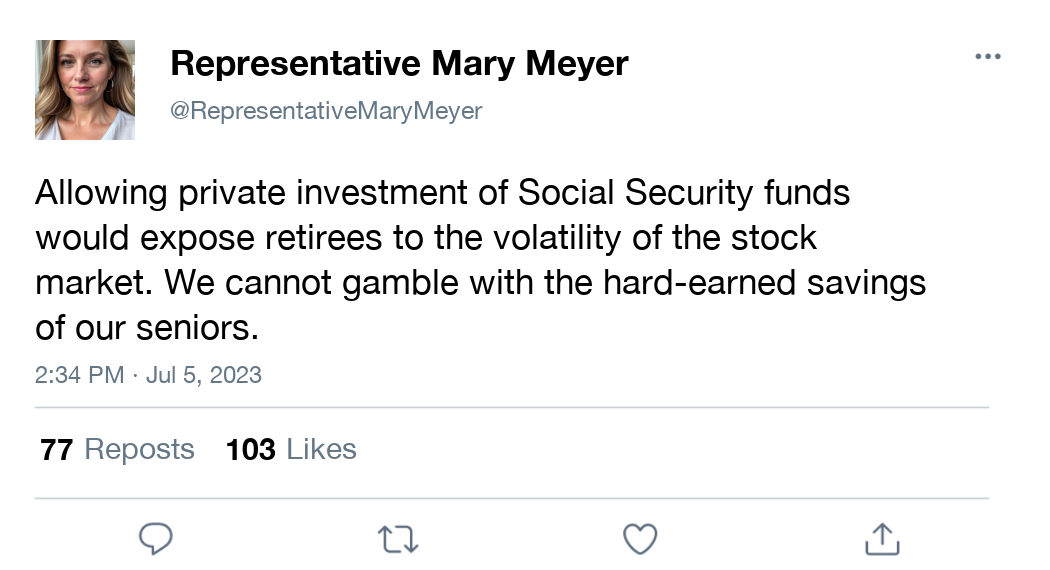 Representative Mary Meyer
@RepresentativeMaryMeyer
Allowing private investment of Social Security funds
would expose retirees to the volatility of the stock
market. We cannot gamble with the hard-earned savings
of our seniors.
2:34 PM · Jul 5, 2023
77 Reposts 103 Likes